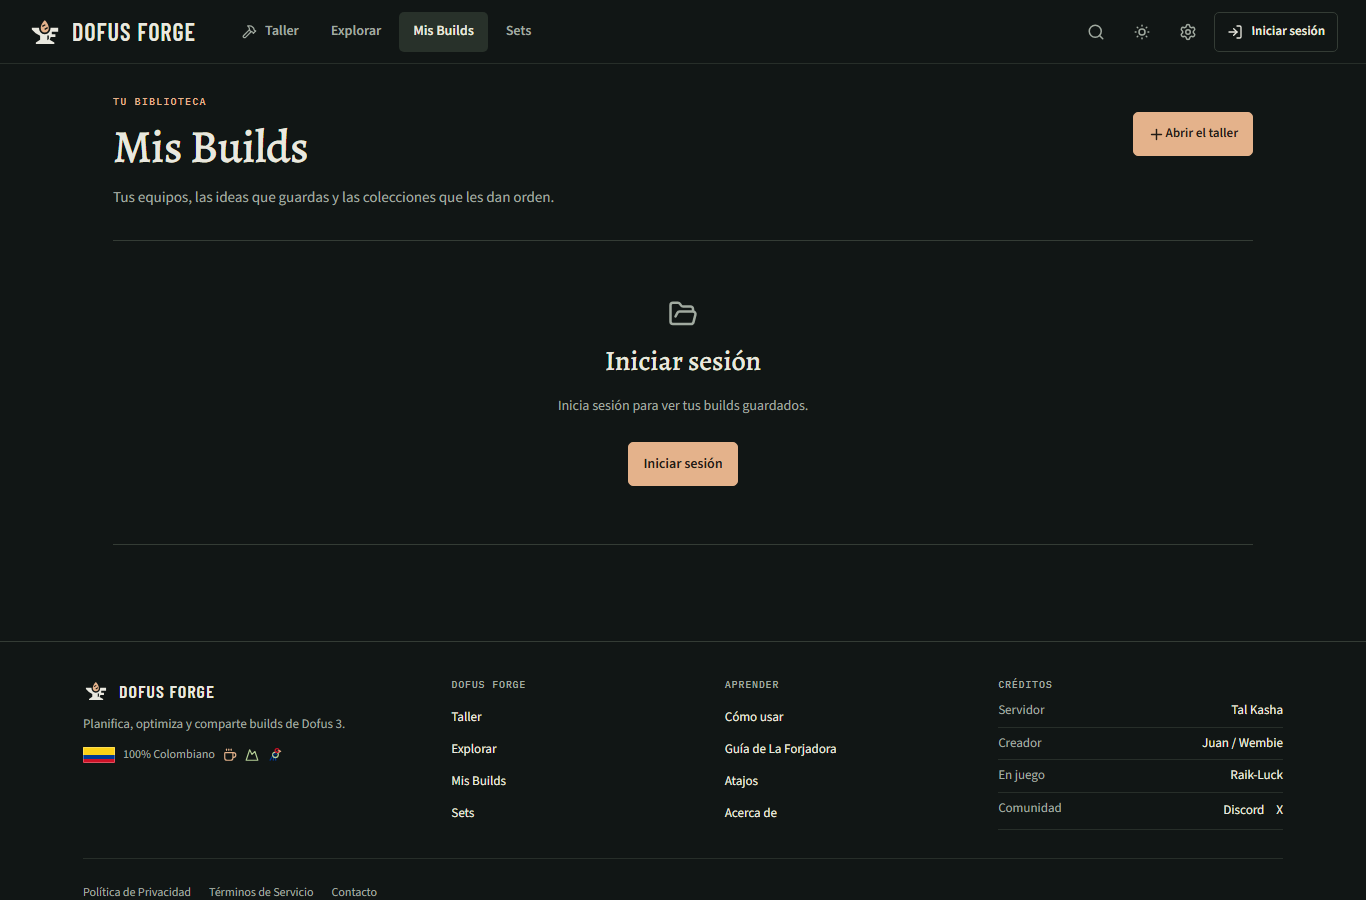 DOFUS FORGE
Taller
Explorar
Mis Builds
Sets
Iniciar sesión
TU BIBLIOTECA
Mis Builds
Tus equipos, las ideas que guardas y las colecciones que les dan orden.
Abrir el taller
Iniciar sesión
Inicia sesión para ver tus builds guardados.
Iniciar sesión
DOFUS FORGE
Planifica, optimiza y comparte builds de Dofus 3.
100% Colombiano
DOFUS FORGE
Taller
Explorar
Mis Builds
Sets
APRENDER
Cómo usar
Guía de La Forjadora
Atajos
Acerca de
CRÉDITOS
Servidor Tal Kasha
Creador Juan / Wembie
En juego Raik-Luck
Comunidad Discord X
Política de Privacidad Términos de Servicio Contacto